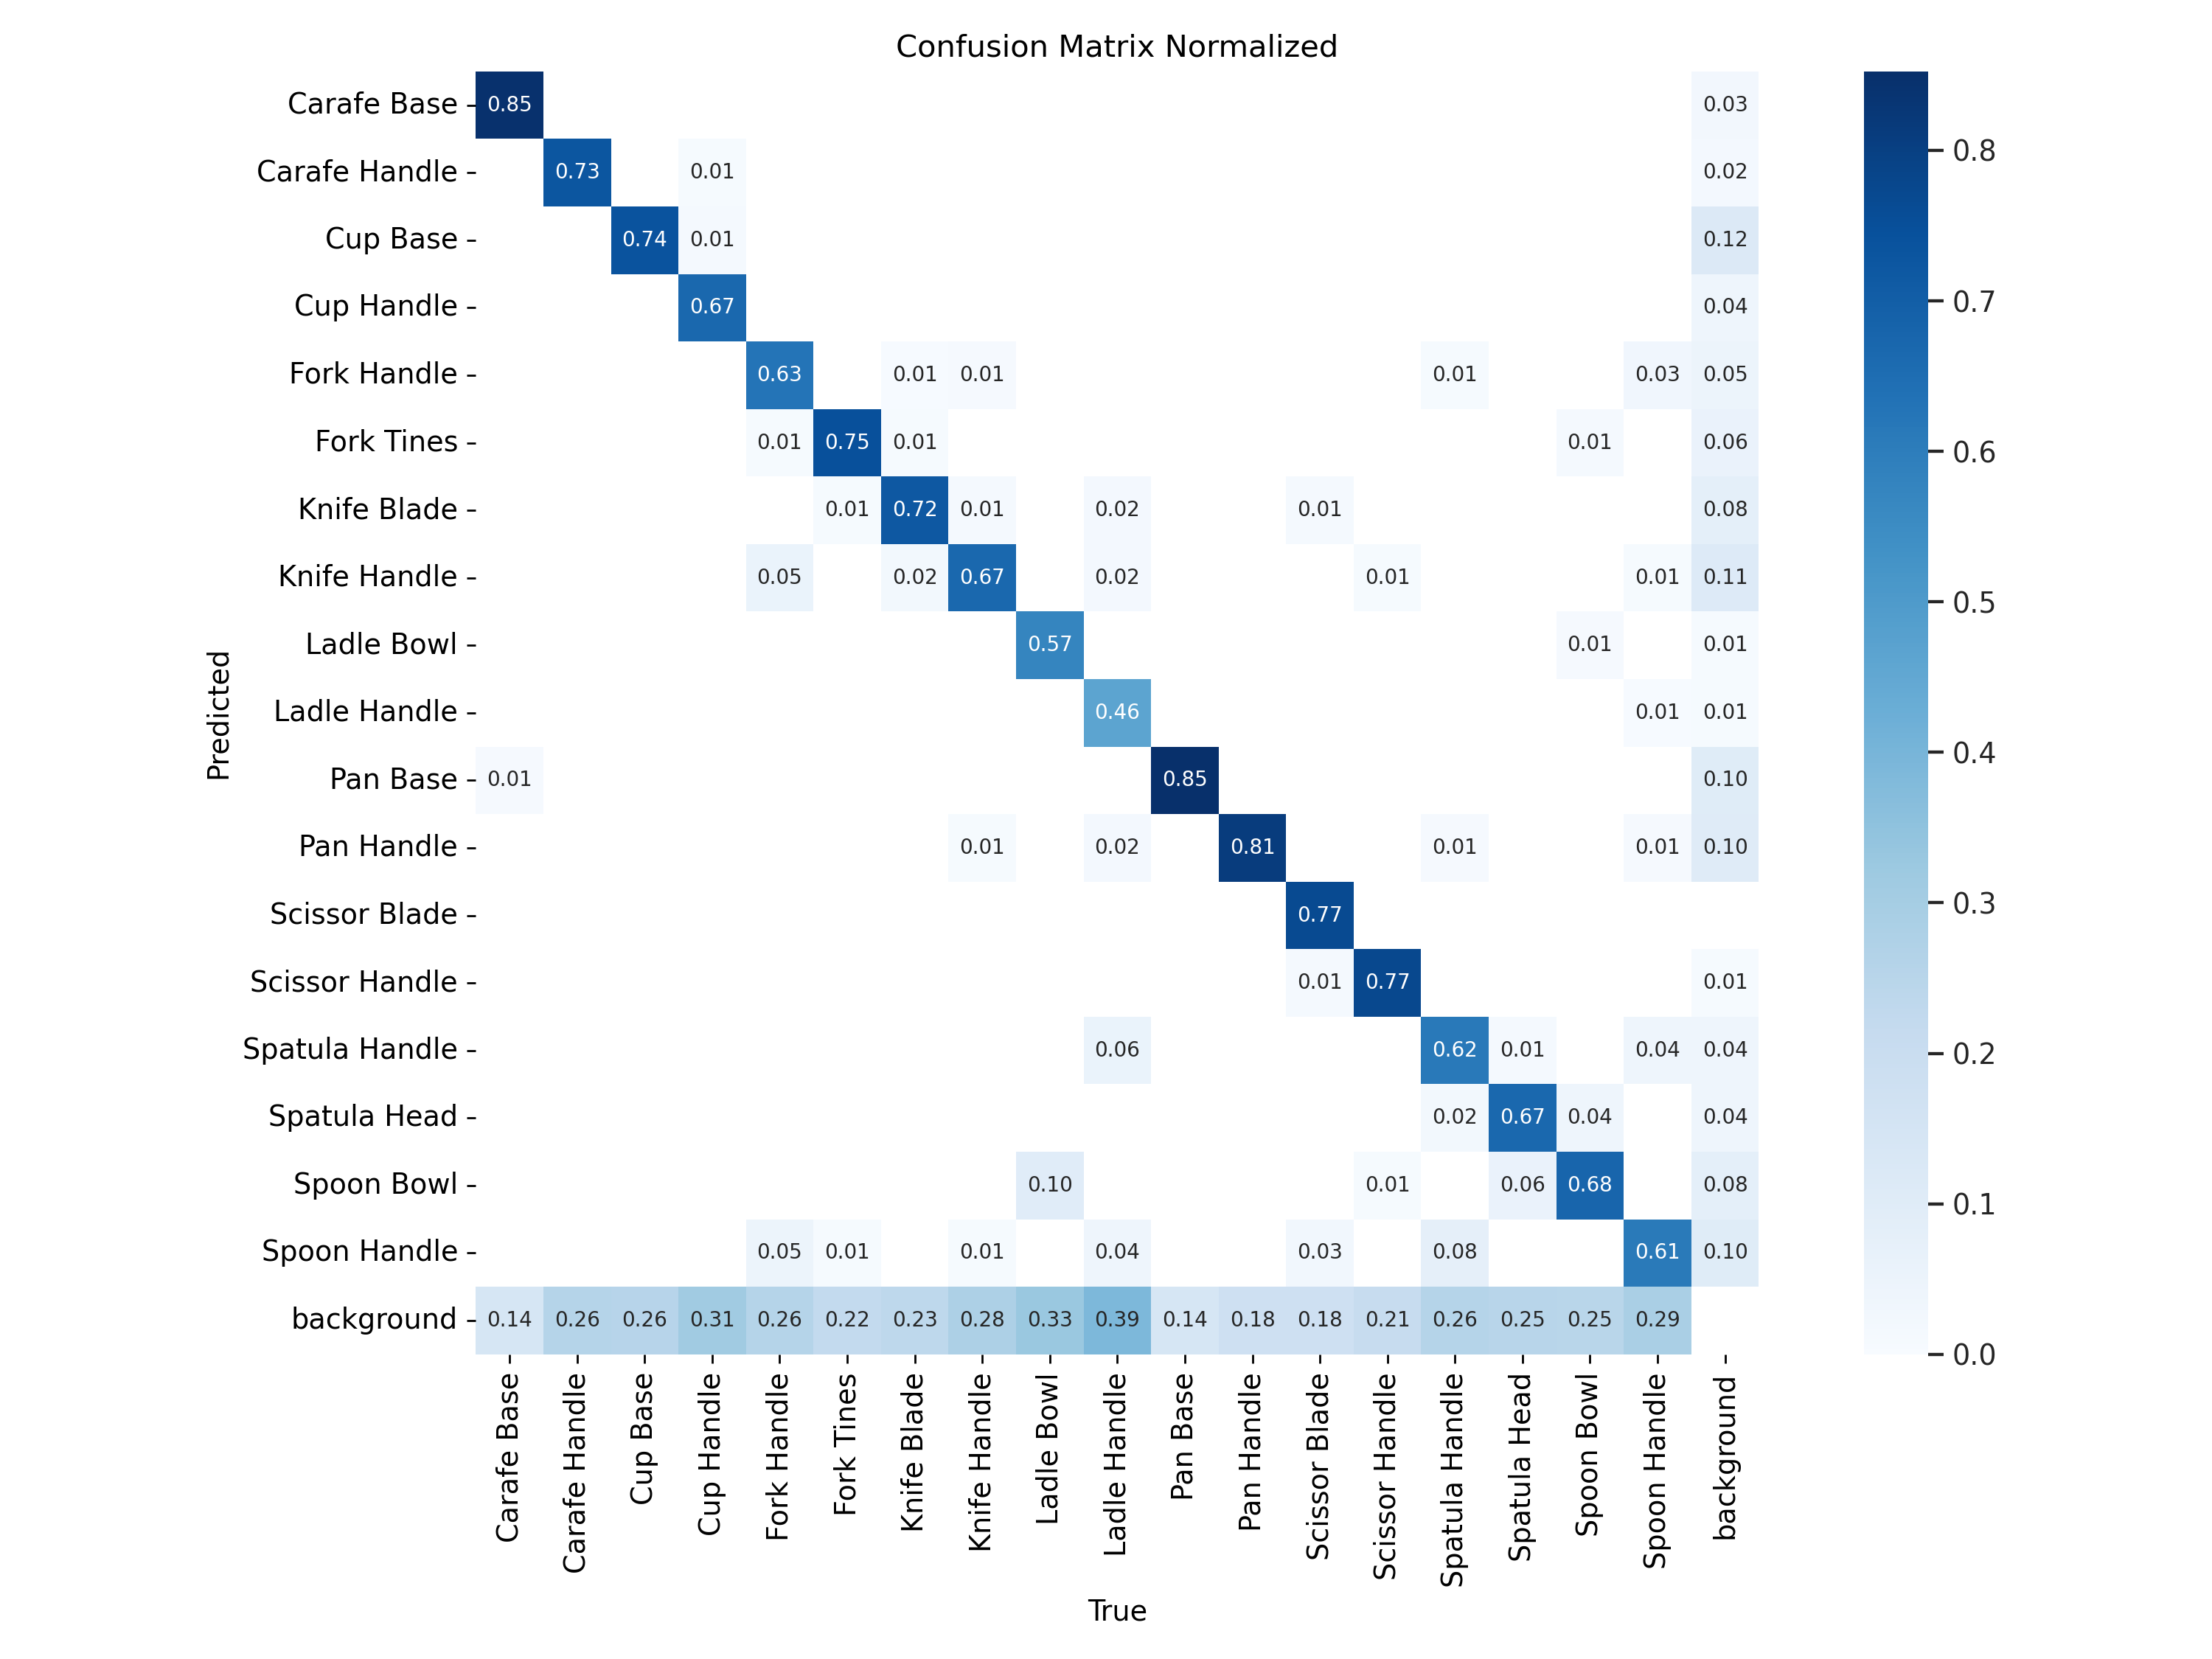 Confusion Matrix Normalized
Carafe Base 0.85 0.03
Carafe Handle 0.73 0.01 0.02
Cup Base 0.74 0.01 0.12
Cup Handle 0.67 0.04
Fork Handle 0.63 0.01 0.01 0.01 0.03 0.05
Fork Tines 0.01 0.75 0.01 0.01 0.06
Knife Blade 0.01 0.72 0.01 0.02 0.01 0.08
Knife Handle 0.05 0.02 0.67 0.02 0.01 0.01 0.11
Ladle Bowl 0.57 0.01 0.01
Ladle Handle 0.46 0.01 0.01
Pan Base 0.01 0.85 0.10
Pan Handle 0.01 0.02 0.81 0.01 0.01 0.10
Scissor Blade 0.77
Scissor Handle 0.01 0.77 0.01
Spatula Handle 0.06 0.62 0.01 0.04 0.04
Spatula Head 0.02 0.67 0.04 0.04
Spoon Bowl 0.10 0.01 0.06 0.68 0.08
Spoon Handle 0.05 0.01 0.01 0.04 0.03 0.08 0.61 0.10
background 0.14 0.26 0.26 0.31 0.26 0.22 0.23 0.28 0.33 0.39 0.14 0.18 0.18 0.21 0.26 0.25 0.25 0.29
Predicted
Carafe Base
Carafe Handle
Cup Base
Cup Handle
Fork Handle
Fork Tines
Knife Blade
Knife Handle
Ladle Bowl
Ladle Handle
Pan Base
Pan Handle
Scissor Blade
Scissor Handle
Spatula Handle
Spatula Head
Spoon Bowl
Spoon Handle
background
True
0.8
0.7
0.6
0.5
0.4
0.3
0.2
0.1
0.0